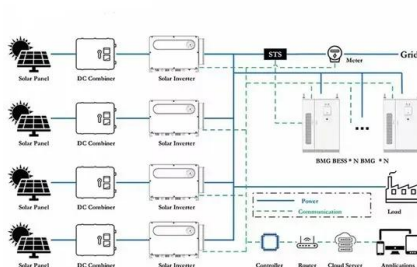 STS
Meter
Grid
Solar Panel
DC Combiner
Solar Inverter
Solar Panel
DC Combiner
Solar Inverter
BMG BESS * N BMG * N
Solar Panel
DC Combiner
Solar Inverter
Power
Communication
Load
Solar Panel
DC Combiner
Solar Inverter
Controller
Router
Cloud Server
Applications